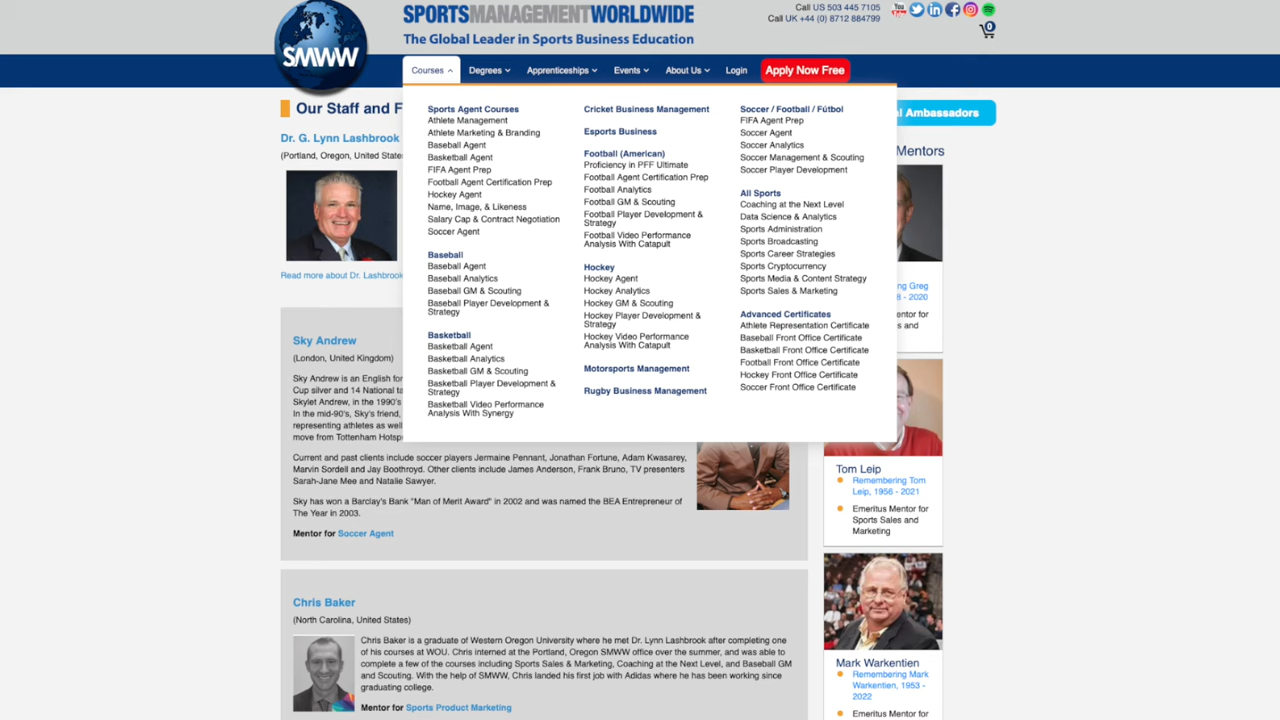 SPORTSMANAGEMENTWORLDWIDE
The Global Leader in Sports Business Education
SMWW
Call US 503 445 7105
Call UK +44 (0) 8712 884799
You
0
Courses
Degrees
Apprenticeships
Events
About Us
Login
Apply Now Free
Our Staff and F
l Ambassadors
Dr. G. Lynn Lashbrook
(Portland, Oregon, United State
Read more about Dr. Lashbrook
Sports Agent Courses
Athlete Management
Athlete Marketing & Branding
Baseball Agent
Basketball Agent
FIFA Agent Prep
Football Agent Certification Prep
Hockey Agent
Name, Image, & Likeness
Salary Cap & Contract Negotiation
Soccer Agent
Baseball
Baseball Agent
Baseball Analytics
Baseball GM & Scouting
Baseball Player Development &
Strategy
Basketball
Basketball Agent
Basketball Analytics
Basketball GM & Scouting
Basketball Player Development &
Strategy
Basketball Video Performance
Analysis With Synergy
Cricket Business Management
Esports Business
Football (American)
Proficiency in PFF Ultimate
Football Agent Certification Prep
Football Analytics
Football GM & Scouting
Football Player Development &
Strategy
Football Video Performance
Analysis With Catapult
Hockey
Hockey Agent
Hockey Analytics
Hockey GM & Scouting
Hockey Player Development &
Strategy
Hockey Video Performance
Analysis With Catapult
Motorsports Management
Rugby Business Management
Soccer / Football / Fútbol
FIFA Agent Prep
Soccer Agent
Soccer Analytics
Soccer Management & Scouting
Soccer Player Development
All Sports
Coaching at the Next Level
Data Science & Analytics
Sports Administration
Sports Broadcasting
Sports Career Strategies
Sports Cryptocurrency
Sports Media & Content Strategy
Sports Sales & Marketing
Advanced Certificates
Athlete Representation Certificate
Baseball Front Office Certificate
Basketball Front Office Certificate
Football Front Office Certificate
Hockey Front Office Certificate
Soccer Front Office Certificate
Sky Andrew
(London, United Kingdom)
Sky Andrew is an English for
Cup silver and 14 National ta
Skylet Andrew, in the 1990's
In the mid-90's, Sky's friend,
representing athletes as well
move from Tottenham Hotsp
Current and past clients include soccer players Jermaine Pennant, Jonathan Fortune, Adam Kwasarey,
Marvin Sordell and Jay Boothroyd. Other clients include James Anderson, Frank Bruno, TV presenters
Sarah-Jane Mee and Natalie Sawyer.
Sky has won a Barclay's Bank "Man of Merit Award" in 2002 and was named the BEA Entrepreneur of
The Year in 2003.
Mentor for Soccer Agent
Chris Baker
(North Carolina, United States)
Chris Baker is a graduate of Western Oregon University where he met Dr. Lynn Lashbrook after completing one
of his courses at WOU. Chris interned at the Portland, Oregon SMWW office over the summer, and was able to
complete a few of the courses including Sports Sales & Marketing, Coaching at the Next Level, and Baseball GM
and Scouting. With the help of SMWW, Chris landed his first job with Adidas where he has been working since
graduating college.
Mentor for Sports Product Marketing
Mentors
ng Greg
8 - 2020
ntor for
s and
Tom Leip
Remembering Tom
Leip, 1956 - 2021
Emeritus Mentor for
Sports Sales and
Marketing
Mark Warkentien
Remembering Mark
Warkentien, 1953 -
2022
Emeritus Mentor for